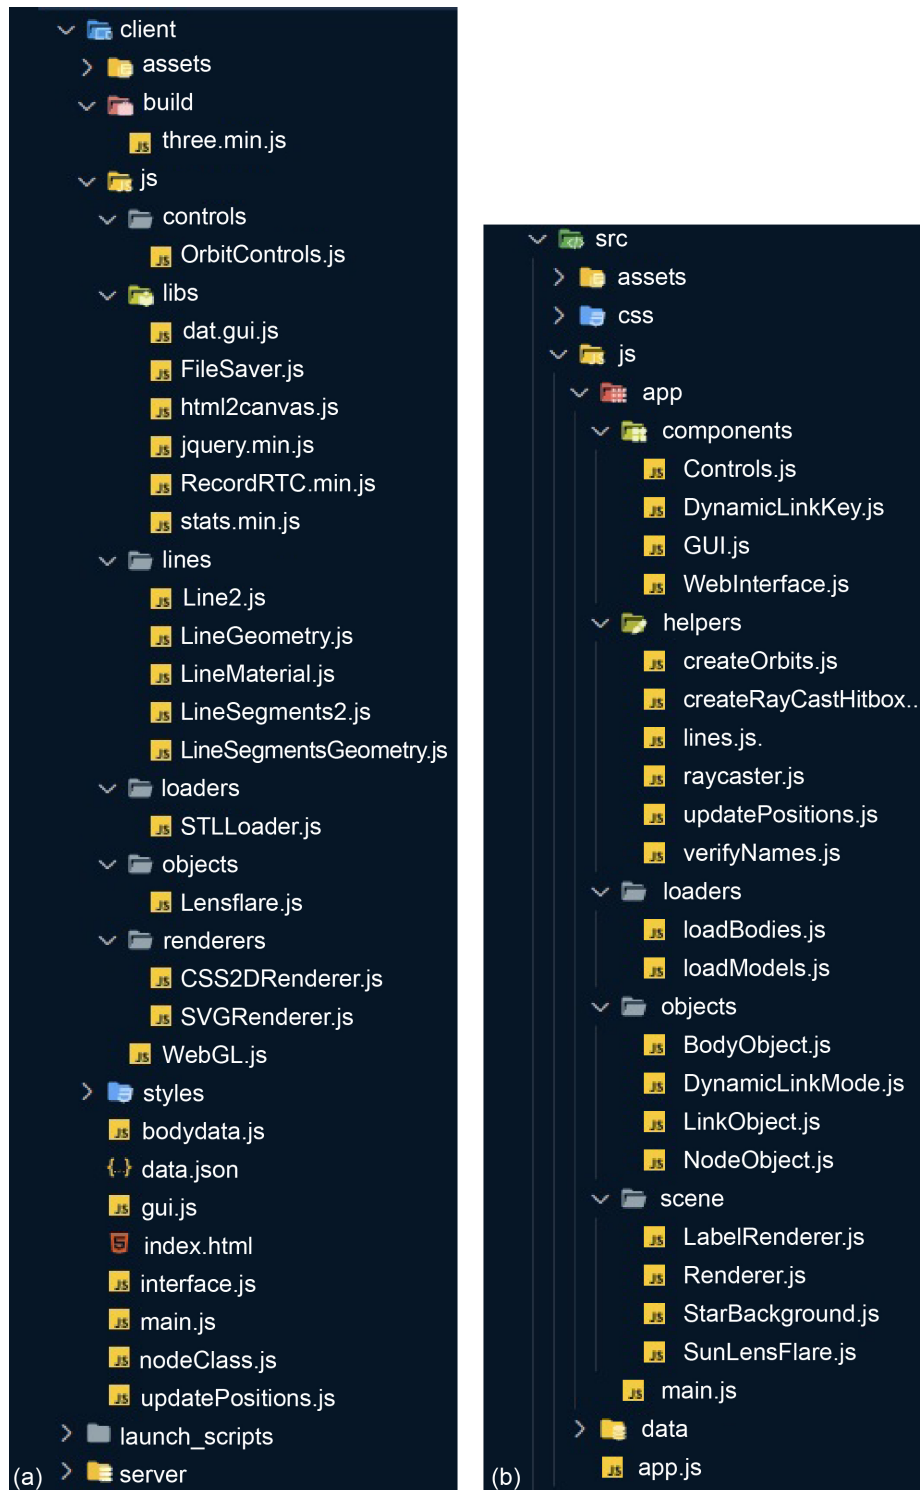 client
assets
build
three.min.js
js
controls
OrbitControls.js
libs
dat.gui.js
FileSaver.js
html2canvas.js
jquery.min.js
RecordRTC.min.js
stats.min.js
lines
Line2.js
LineGeometry.js
LineMaterial.js
LineSegments2.js
LineSegmentsGeometry.js
loaders
STLLoader.js
objects
Lensflare.js
renderers
CSS2DRenderer.js
SVGRenderer.js
WebGL.js
styles
bodydata.js
data.json
gui.js
index.html
interface.js
main.js
nodeClass.js
updatePositions.js
launch_scripts
(a) server
src
assets
css
js
app
components
Controls.js
DynamicLinkKey.js
GUI.js
WebInterface.js
helpers
createOrbits.js
createRayCastHitbox..
lines.js.
raycaster.js
updatePositions.js
verifyNames.js
loaders
loadBodies.js
loadModels.js
objects
BodyObject.js
DynamicLinkMode.js
LinkObject.js
NodeObject.js
scene
LabelRenderer.js
Renderer.js
StarBackground.js
SunLensFlare.js
main.js
data
(b) app.js